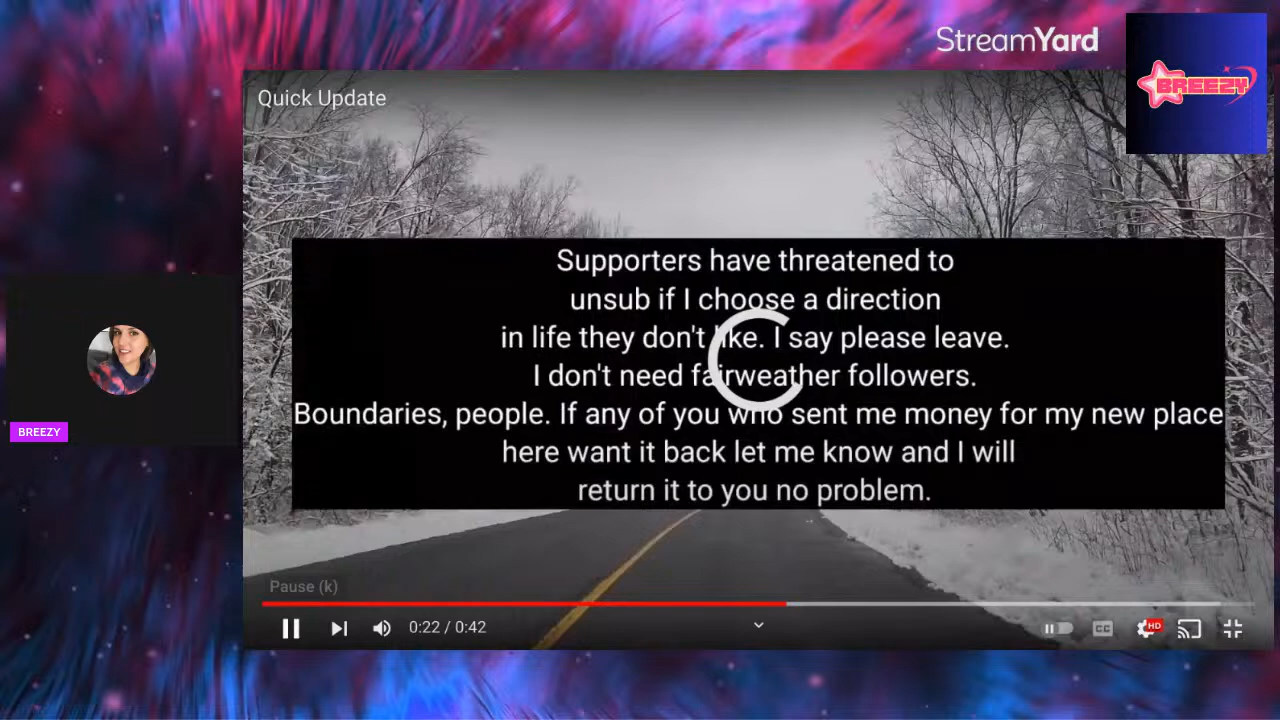 StreamYard
BREEZY
Quick Update
Supporters have threatened to
unsub if I choose a direction
in life they don't like. I say please leave.
I don't need fairweather followers.
Boundaries, people. If any of you who sent me money for my new place
here want it back let me know and I will
return it to you no problem.
BREEZY
Pause (k)
0:22 / 0:42
CC
HD